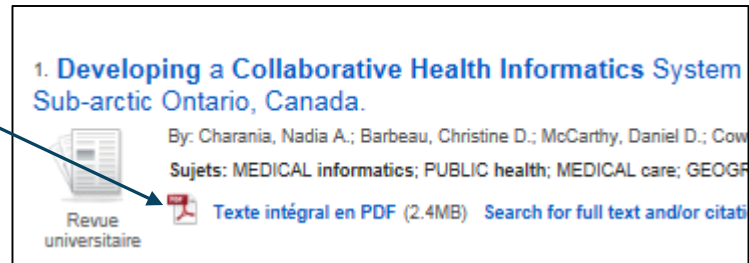 1. Developing a Collaborative Health Informatics System
Sub-arctic Ontario, Canada.
By: Charania, Nadia A.; Barbeau, Christine D.; McCarthy, Daniel D.;
Sujets: MEDICAL informatics; PUBLIC health; MEDICAL care;
PDF
Texte intégral en PDF (2.4MB) Search for full text and/or
Revue
universitaire